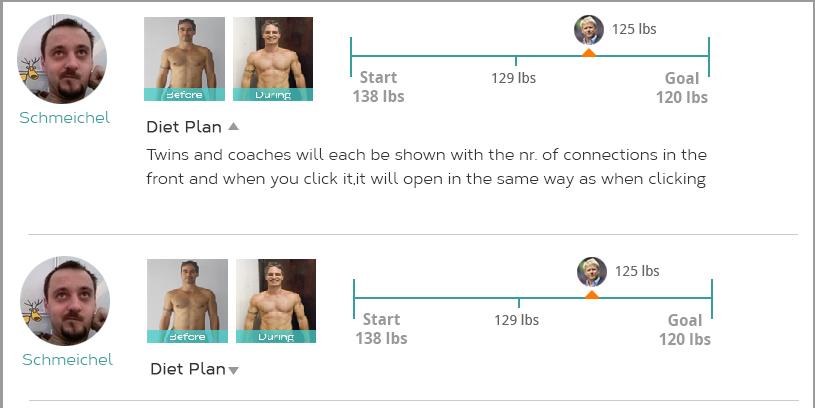 125 lbs
Start
138 lbs
129 lbs
Goal
120 lbs
Before
During
Schmeichel
Diet Plan
Twins and coaches will each be shown with the nr. of connections in the
front and when you click it,it will open in the same way as when clicking
125 lbs
Start
138 lbs
129 lbs
Goal
120 lbs
Before
During
Schmeichel
Diet Plan